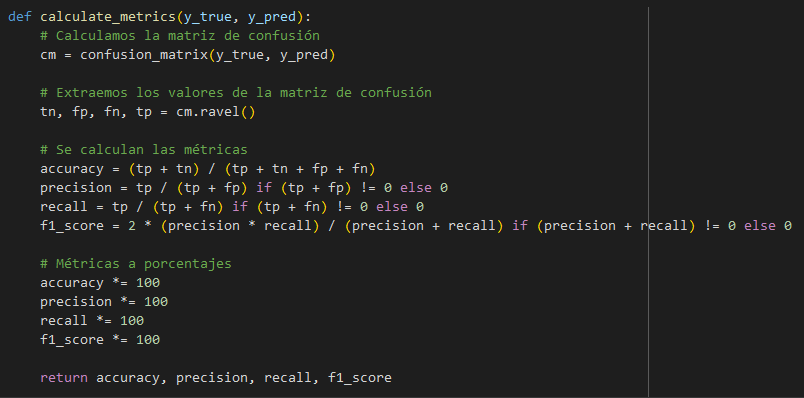 def calculate_metrics(y_true, y_pred):
    # Calculamos la matriz de confusión
    cm = confusion_matrix(y_true, y_pred)

    # Extraemos los valores de la matriz de confusión
    tn, fp, fn, tp = cm.ravel()

    # Se calculan las métricas
    accuracy = (tp + tn) / (tp + tn + fp + fn)
    precision = tp / (tp + fp) if (tp + fp) != 0 else 0
    recall = tp / (tp + fn) if (tp + fn) != 0 else 0
    f1_score = 2 * (precision * recall) / (precision + recall) if (precision + recall) != 0 else 0

    # Métricas a porcentajes
    accuracy *= 100
    precision *= 100
    recall *= 100
    f1_score *= 100

    return accuracy, precision, recall, f1_score